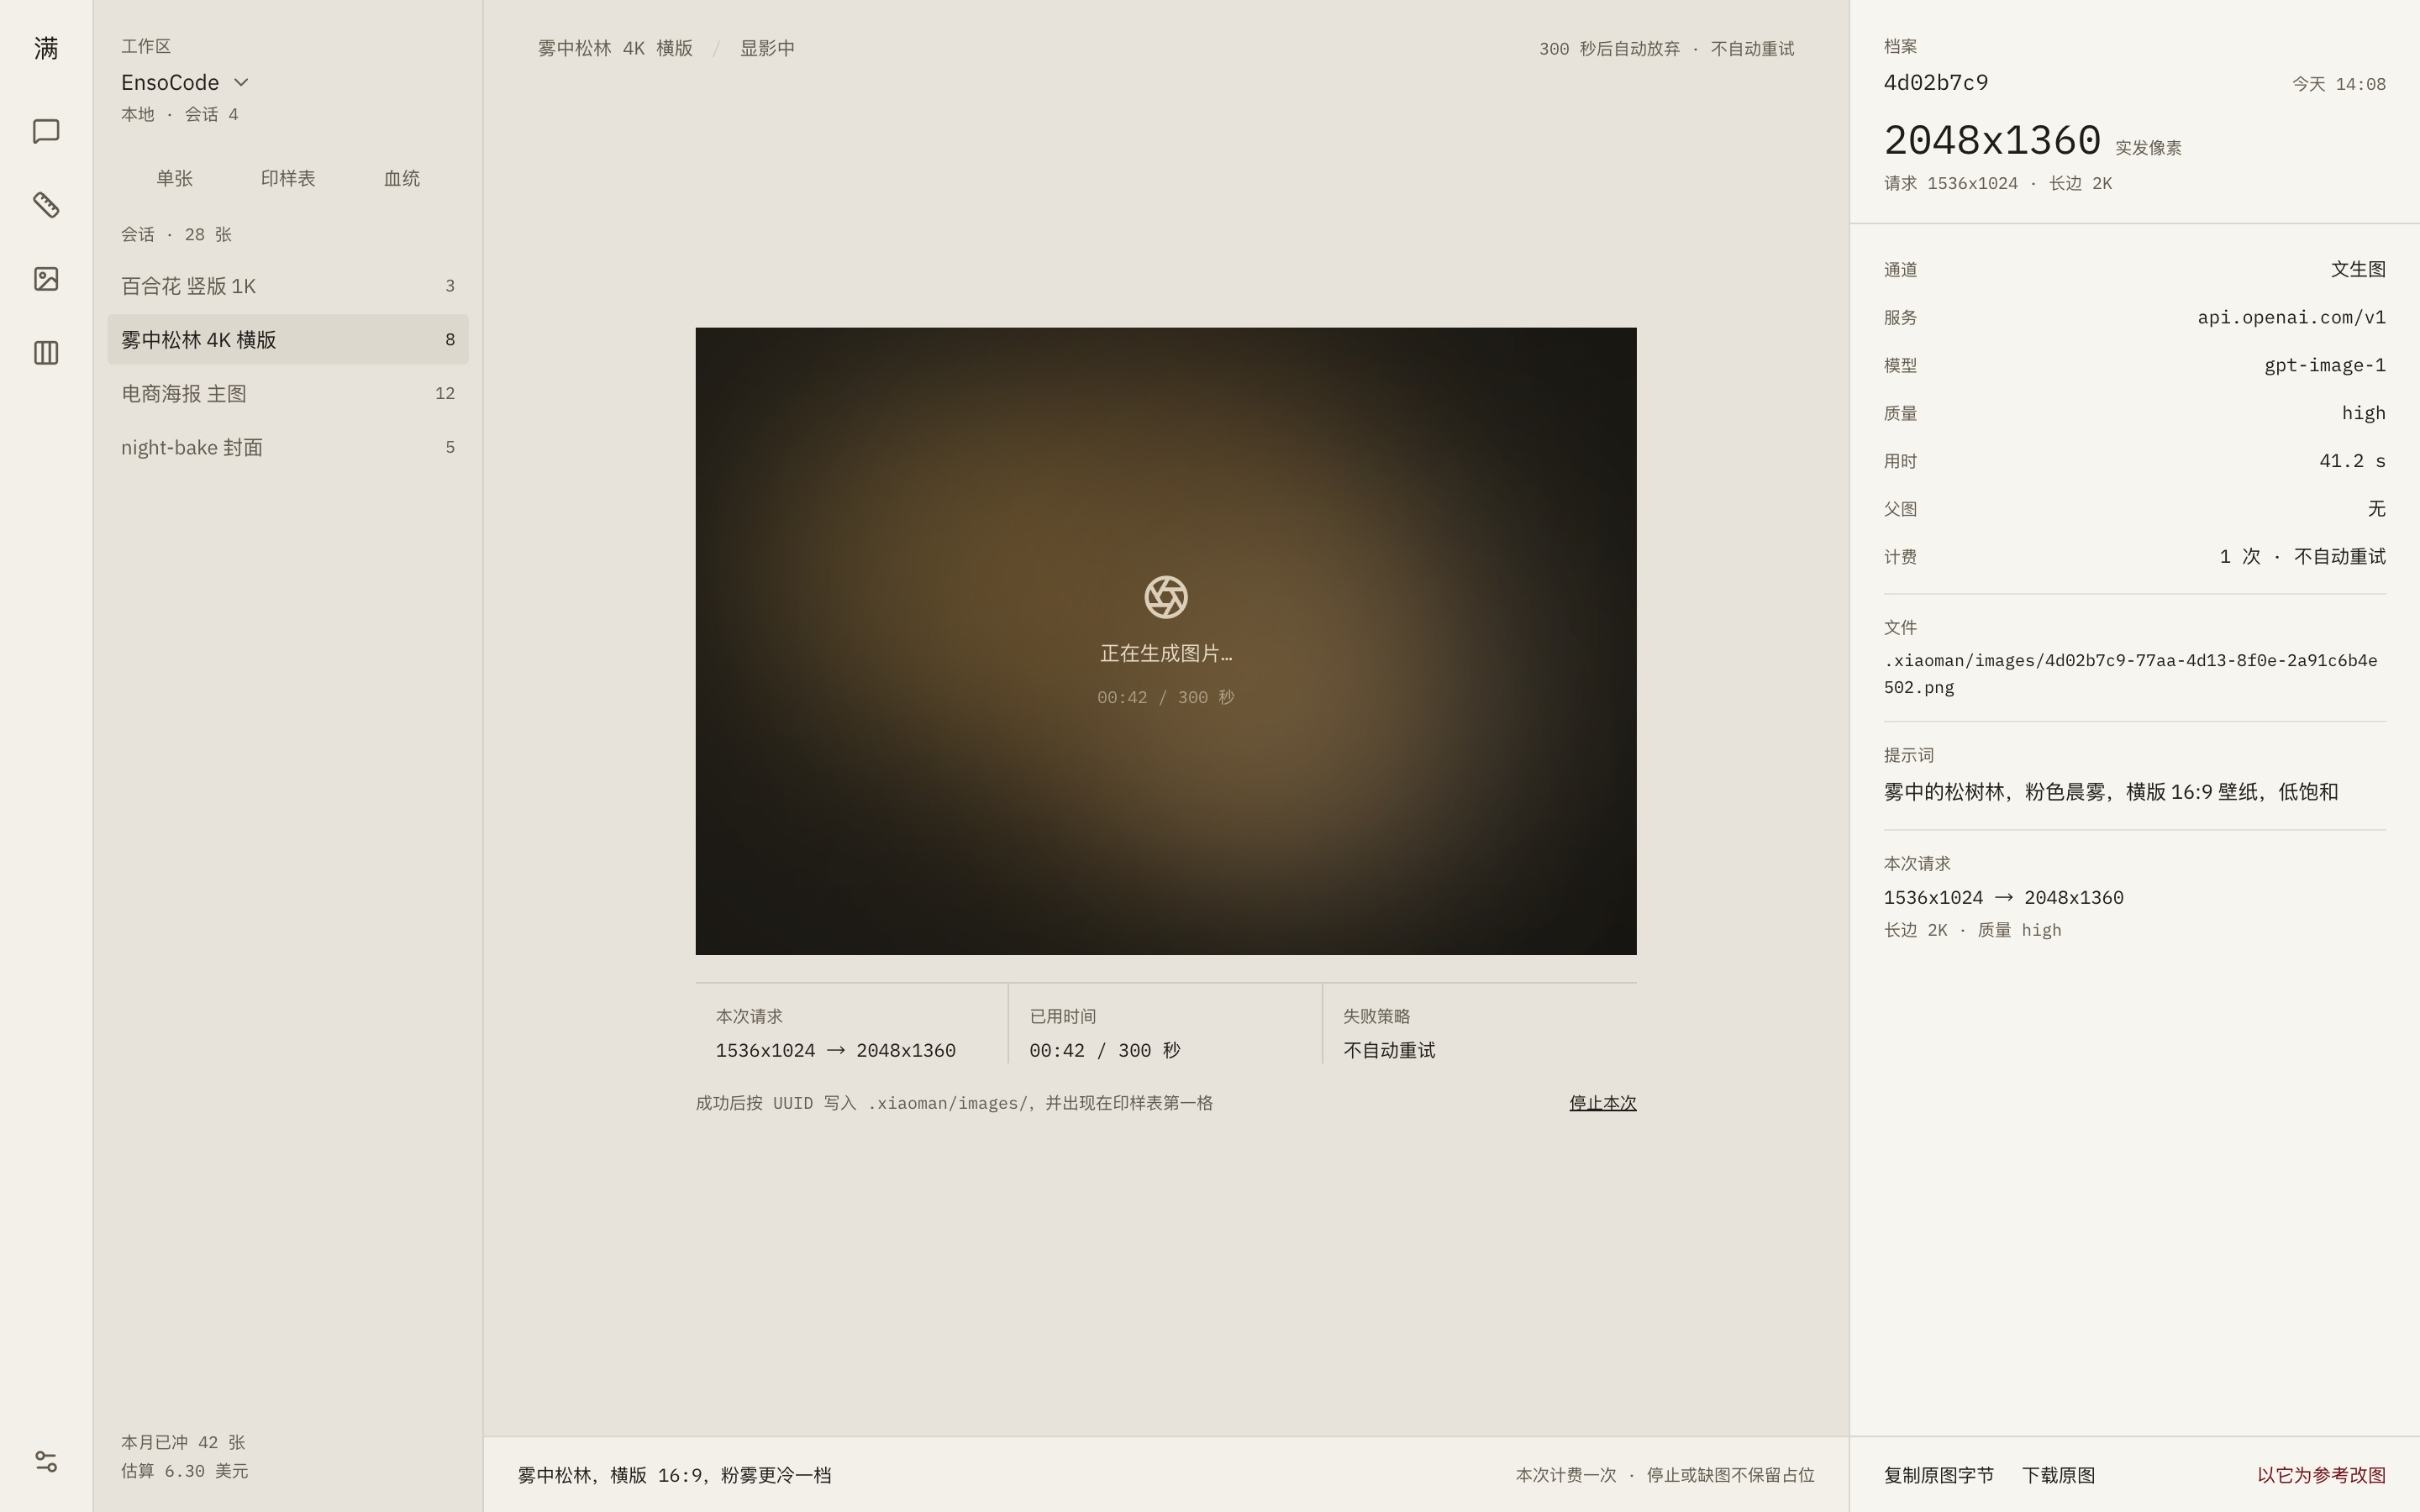 满
工作区
EnsoCode
本地 · 会话 4
单张 印样表 血统
会话 · 28 张
百合花 竖版 1K 3
雾中松林 4K 横版 8
电商海报 主图 12
night-bake 封面 5
本月已冲 42 张
估算 6.30 美元
雾中松林 4K 横版 / 显影中
300 秒后自动放弃 · 不自动重试
正在生成图片…
00:42 / 300 秒
本次请求
1536x1024 → 2048x1360
已用时间
00:42 / 300 秒
失败策略
不自动重试
成功后按 UUID 写入 .xiaoman/images/，并出现在印样表第一格
停止本次
雾中松林，横版 16:9，粉雾更冷一档
本次计费一次 · 停止或缺图不保留占位
档案
4d02b7c9 今天 14:08
2048x1360 实发像素
请求 1536x1024 · 长边 2K
通道 文生图
服务 api.openai.com/v1
模型 gpt-image-1
质量 high
用时 41.2 s
父图 无
计费 1 次 · 不自动重试
文件
.xiaoman/images/4d02b7c9-77aa-4d13-8f0e-2a91c6b4e
502.png
提示词
雾中的松树林，粉色晨雾，横版 16:9 壁纸，低饱和
本次请求
1536x1024 → 2048x1360
长边 2K · 质量 high
复制原图字节 下载原图 以它为参考改图